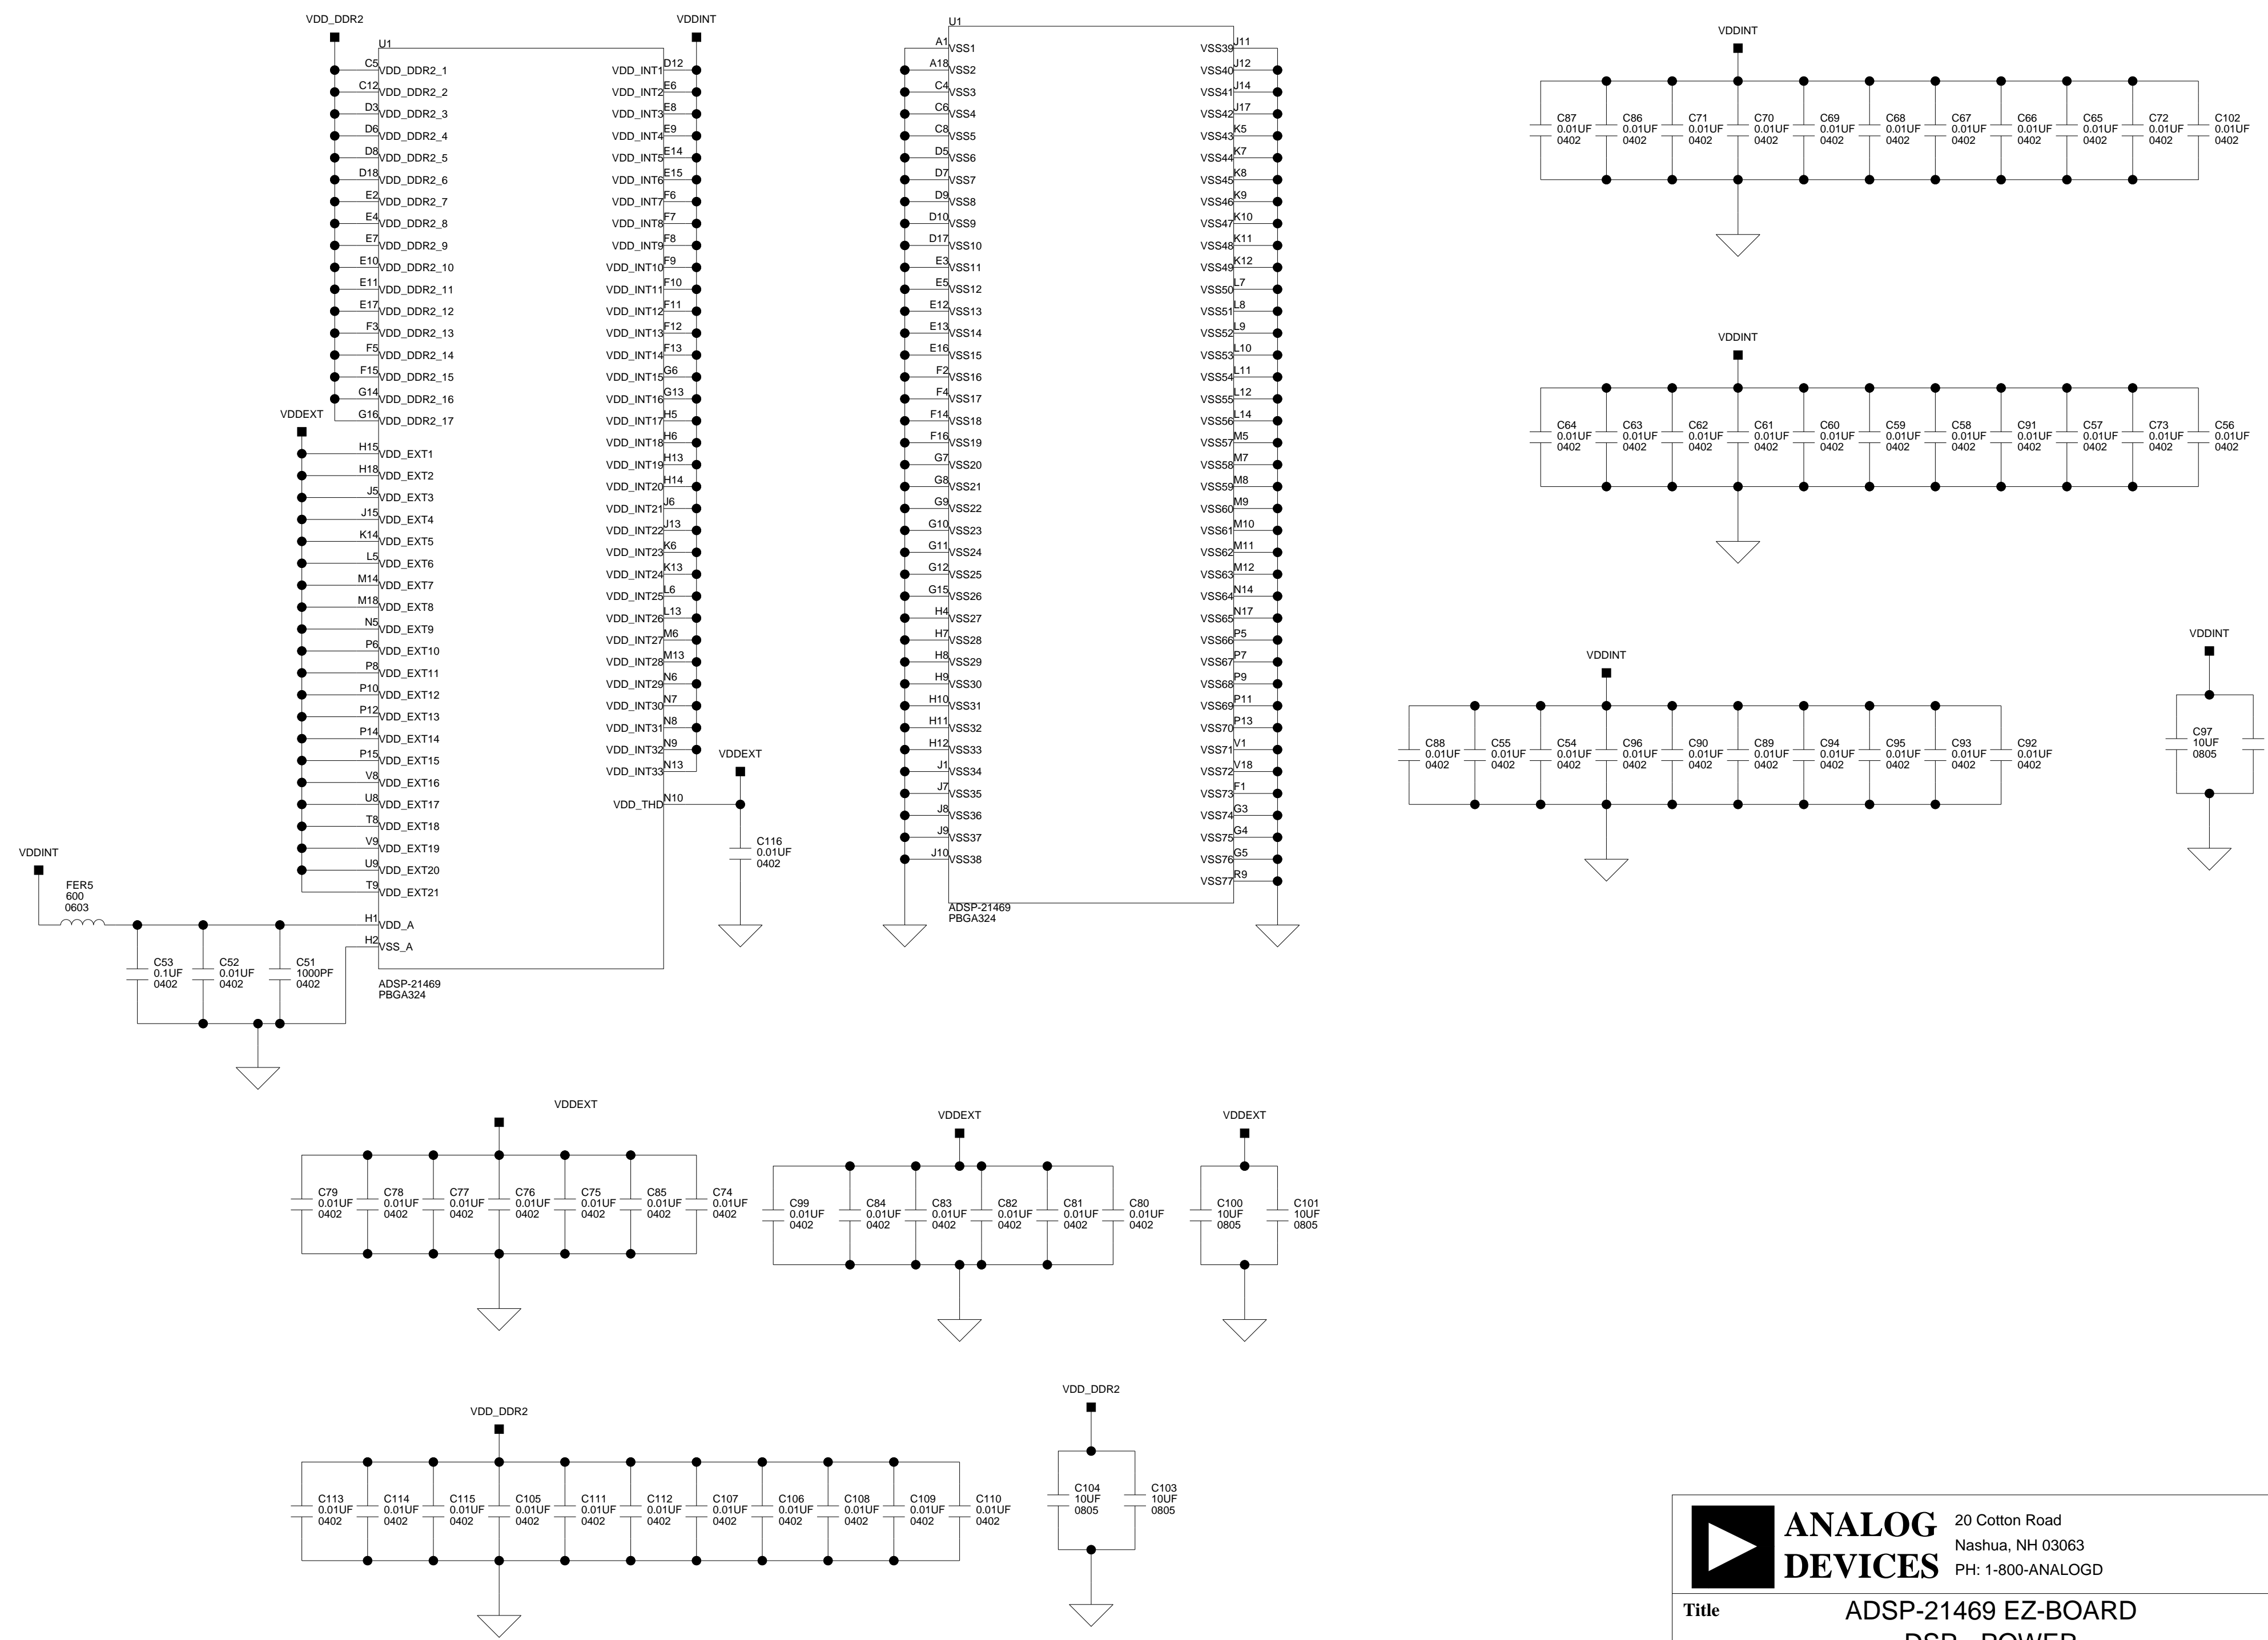 VDD_DDR2
VDDINT
U1
C5 VDD_DDR2_1 VDD_INT1 D12
C12 VDD_DDR2_2 VDD_INT2 E6
D3 VDD_DDR2_3 VDD_INT3 E8
D6 VDD_DDR2_4 VDD_INT4 E9
D8 VDD_DDR2_5 VDD_INT5 E14
D18 VDD_DDR2_6 VDD_INT6 E15
E2 VDD_DDR2_7 VDD_INT7 F6
E4 VDD_DDR2_8 VDD_INT8 F7
E7 VDD_DDR2_9 VDD_INT9 F8
E10 VDD_DDR2_10 VDD_INT10 F9
E11 VDD_DDR2_11 VDD_INT11 F10
E17 VDD_DDR2_12 VDD_INT12 F11
F3 VDD_DDR2_13 VDD_INT13 F12
F5 VDD_DDR2_14 VDD_INT14 F13
F15 VDD_DDR2_15 VDD_INT15 G6
G14 VDD_DDR2_16 VDD_INT16 G13
VDDEXT
G16 VDD_DDR2_17 VDD_INT17 H5
VDD_INT18 H6
H15 VDD_EXT1 VDD_INT19 H13
H18 VDD_EXT2 VDD_INT20 H14
J5 VDD_EXT3 VDD_INT21 J6
J15 VDD_EXT4 VDD_INT22 J13
K14 VDD_EXT5 VDD_INT23 K6
L5 VDD_EXT6 VDD_INT24 K13
M14 VDD_EXT7 VDD_INT25 L6
M18 VDD_EXT8 VDD_INT26 L13
N5 VDD_EXT9 VDD_INT27 M6
P6 VDD_EXT10 VDD_INT28 M13
P8 VDD_EXT11 VDD_INT29 N6
P10 VDD_EXT12 VDD_INT30 N7
P12 VDD_EXT13 VDD_INT31 N8
P14 VDD_EXT14 VDD_INT32 N9
P15 VDD_EXT15 VDD_INT33 N13
V8 VDD_EXT16
U8 VDD_EXT17 VDD_THD N10
T8 VDD_EXT18
V9 VDD_EXT19
U9 VDD_EXT20
T9 VDD_EXT21
H1 VDD_A
H2 VSS_A
ADSP-21469
PBGA324
VDDEXT
C116
0.01UF
0402
VDDINT
FER5
600
0603
C53 C52 C51
0.1UF 0.01UF 1000PF
0402 0402 0402
U1
A1 VSS1 VSS39 J11
A18 VSS2 VSS40 J12
C4 VSS3 VSS41 J14
C6 VSS4 VSS42 J17
C8 VSS5 VSS43 K5
D5 VSS6 VSS44 K7
D7 VSS7 VSS45 K8
D9 VSS8 VSS46 K9
D10 VSS9 VSS47 K10
D17 VSS10 VSS48 K11
E3 VSS11 VSS49 K12
E5 VSS12 VSS50 L7
E12 VSS13 VSS51 L8
E13 VSS14 VSS52 L9
E16 VSS15 VSS53 L10
F2 VSS16 VSS54 L11
F4 VSS17 VSS55 L12
F14 VSS18 VSS56 L14
F16 VSS19 VSS57 M5
G7 VSS20 VSS58 M7
G8 VSS21 VSS59 M8
G9 VSS22 VSS60 M9
G10 VSS23 VSS61 M10
G11 VSS24 VSS62 M11
G12 VSS25 VSS63 M12
G15 VSS26 VSS64 N14
H4 VSS27 VSS65 N17
H7 VSS28 VSS66 P5
H8 VSS29 VSS67 P7
H9 VSS30 VSS68 P9
H10 VSS31 VSS69 P11
H11 VSS32 VSS70 P13
H12 VSS33 VSS71 V1
J1 VSS34 VSS72 V18
J7 VSS35 VSS73 F1
J8 VSS36 VSS74 G3
J9 VSS37 VSS75 G4
J10 VSS38 VSS76 G5
VSS77 R9
ADSP-21469
PBGA324
VDDINT
C87 C86 C71 C70 C69 C68 C67 C66 C65 C72 C102
0.01UF 0.01UF 0.01UF 0.01UF 0.01UF 0.01UF 0.01UF 0.01UF 0.01UF 0.01UF 0.01UF
0402 0402 0402 0402 0402 0402 0402 0402 0402 0402 0402
VDDINT
C64 C63 C62 C61 C60 C59 C58 C91 C57 C73 C56
0.01UF 0.01UF 0.01UF 0.01UF 0.01UF 0.01UF 0.01UF 0.01UF 0.01UF 0.01UF 0.01UF
0402 0402 0402 0402 0402 0402 0402 0402 0402 0402 0402
VDDINT
C88 C55 C54 C96 C90 C89 C94 C95 C93 C92
0.01UF 0.01UF 0.01UF 0.01UF 0.01UF 0.01UF 0.01UF 0.01UF 0.01UF 0.01UF
0402 0402 0402 0402 0402 0402 0402 0402 0402 0402
VDDINT
C97
10UF
0805
VDDEXT
C79 C78 C77 C76 C75 C85 C74
0.01UF 0.01UF 0.01UF 0.01UF 0.01UF 0.01UF 0.01UF
0402 0402 0402 0402 0402 0402 0402
VDDEXT
C99 C84 C83 C82 C81 C80
0.01UF 0.01UF 0.01UF 0.01UF 0.01UF 0.01UF
0402 0402 0402 0402 0402 0402
VDDEXT
C100 C101
10UF 10UF
0805 0805
VDD_DDR2
C113 C114 C115 C105 C111 C112 C107 C106 C108 C109 C110
0.01UF 0.01UF 0.01UF 0.01UF 0.01UF 0.01UF 0.01UF 0.01UF 0.01UF 0.01UF 0.01UF
0402 0402 0402 0402 0402 0402 0402 0402 0402 0402 0402
VDD_DDR2
C104 C103
10UF 10UF
0805 0805
ANALOG
DEVICES
20 Cotton Road
Nashua, NH 03063
PH: 1-800-ANALOGD
Title
ADSP-21469 EZ-BOARD
DSP - POWER